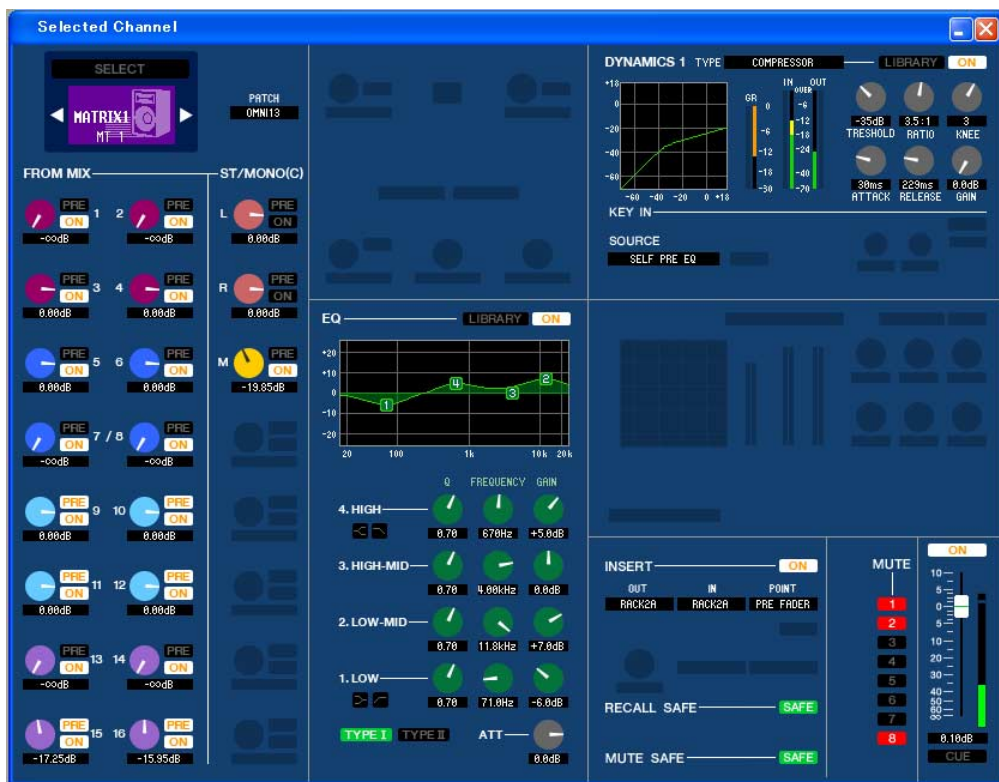 Selected Channel
SELECT
MATRIX1
MT 1
PATCH
OMNI13
FROM MIX
ST/MONO(C)
PRE PRE PRE
1 2 L
ON ON ON
-∞dB -∞dB 0.00dB
PRE PRE PRE
3 4 R
ON ON ON
0.00dB 0.00dB 0.00dB
PRE PRE PRE
5 6 M
ON ON ON
0.00dB 0.00dB -19.85dB
PRE PRE
7 / 8
ON ON
-∞dB -∞dB
PRE PRE
9 10
ON ON
0.00dB 0.00dB
PRE PRE
11 12
ON ON
0.00dB 0.00dB
PRE PRE
13 14
ON ON
-∞dB -∞dB
PRE PRE
15 16
ON ON
-17.25dB -15.95dB
EQ LIBRARY ON
+20
+10
0
-10
-20
4 2
3
1
20 100 1k 10k 20k
Q FREQUENCY GAIN
4. HIGH
0.70 670Hz +5.0dB
3. HIGH-MID
0.70 4.00kHz 0.0dB
2. LOW-MID
0.70 11.8kHz +7.0dB
1. LOW
0.70 71.0Hz -6.0dB
TYPE I TYPE II ATT
0.0dB
DYNAMICS 1 TYPE COMPRESSOR LIBRARY ON
+18
0
-20
-40
-60
-60 -40 -20 0 +18
GR
0
-6
-12
-18
-30
IN OUT
OVER
-6
-12
-18
-24
-40
-70
-35dB 3.5:1 3
TRESHOLD RATIO KNEE
30ms 229ms 0.0dB
ATTACK RELEASE GAIN
KEY IN
SOURCE
SELF PRE EQ
INSERT ON
OUT IN POINT
RACK2A RACK2A PRE FADER
RECALL SAFE SAFE
MUTE SAFE SAFE
MUTE
1
2
3
4
5
6
7
8
ON
10
5
0
5
10
20
30
40
50
60
∞
0.10dB
CUE